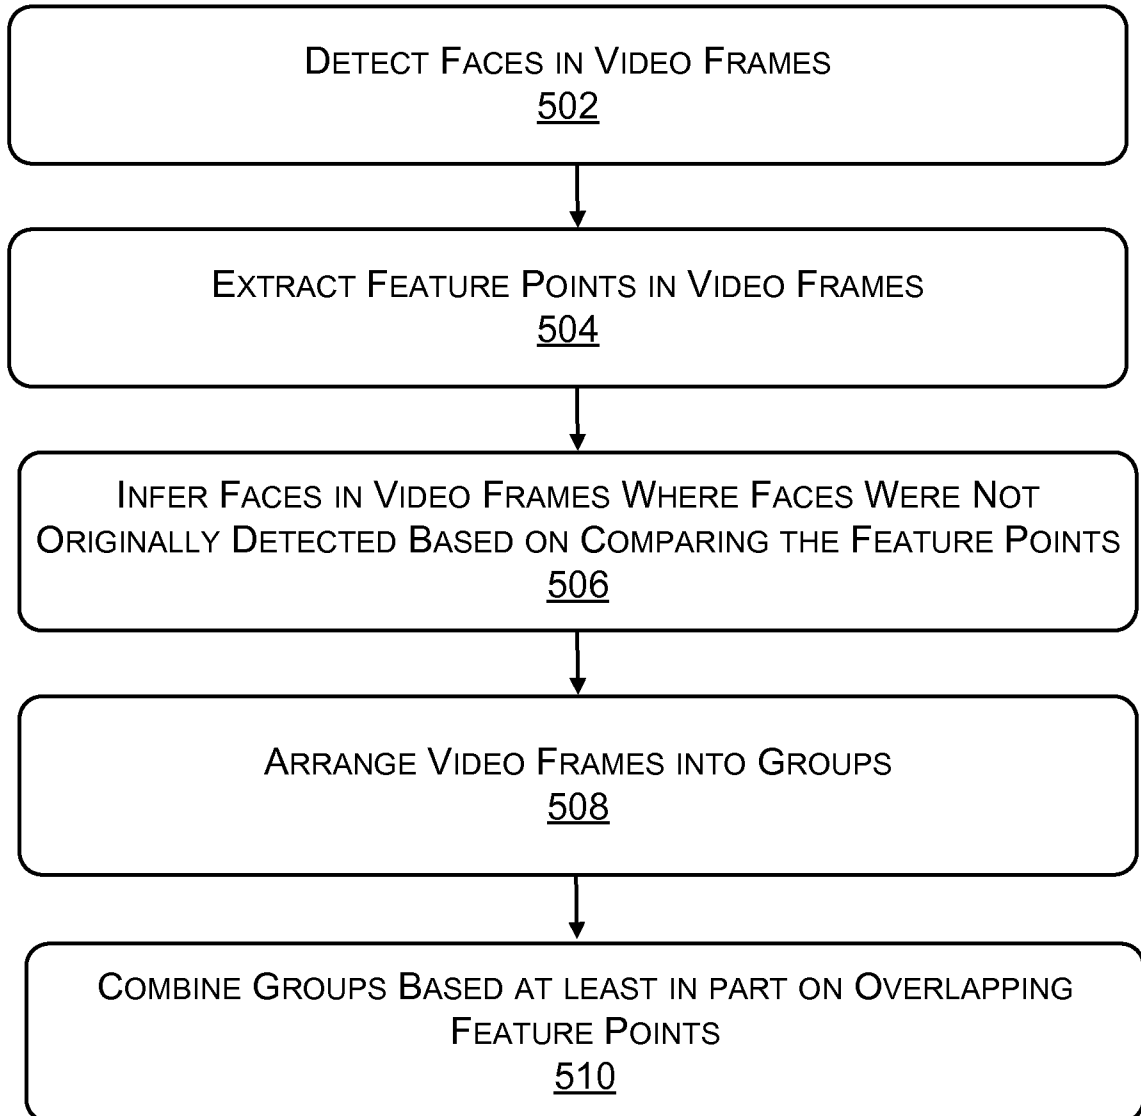 DETECT FACES IN VIDEO FRAMES
502
EXTRACT FEATURE POINTS IN VIDEO FRAMES
504
INFER FACES IN VIDEO FRAMES WHERE FACES WERE NOT
ORIGINALLY DETECTED BASED ON COMPARING THE FEATURE POINTS
506
ARRANGE VIDEO FRAMES INTO GROUPS
508
COMBINE GROUPS BASED AT LEAST IN PART ON OVERLAPPING
FEATURE POINTS
510